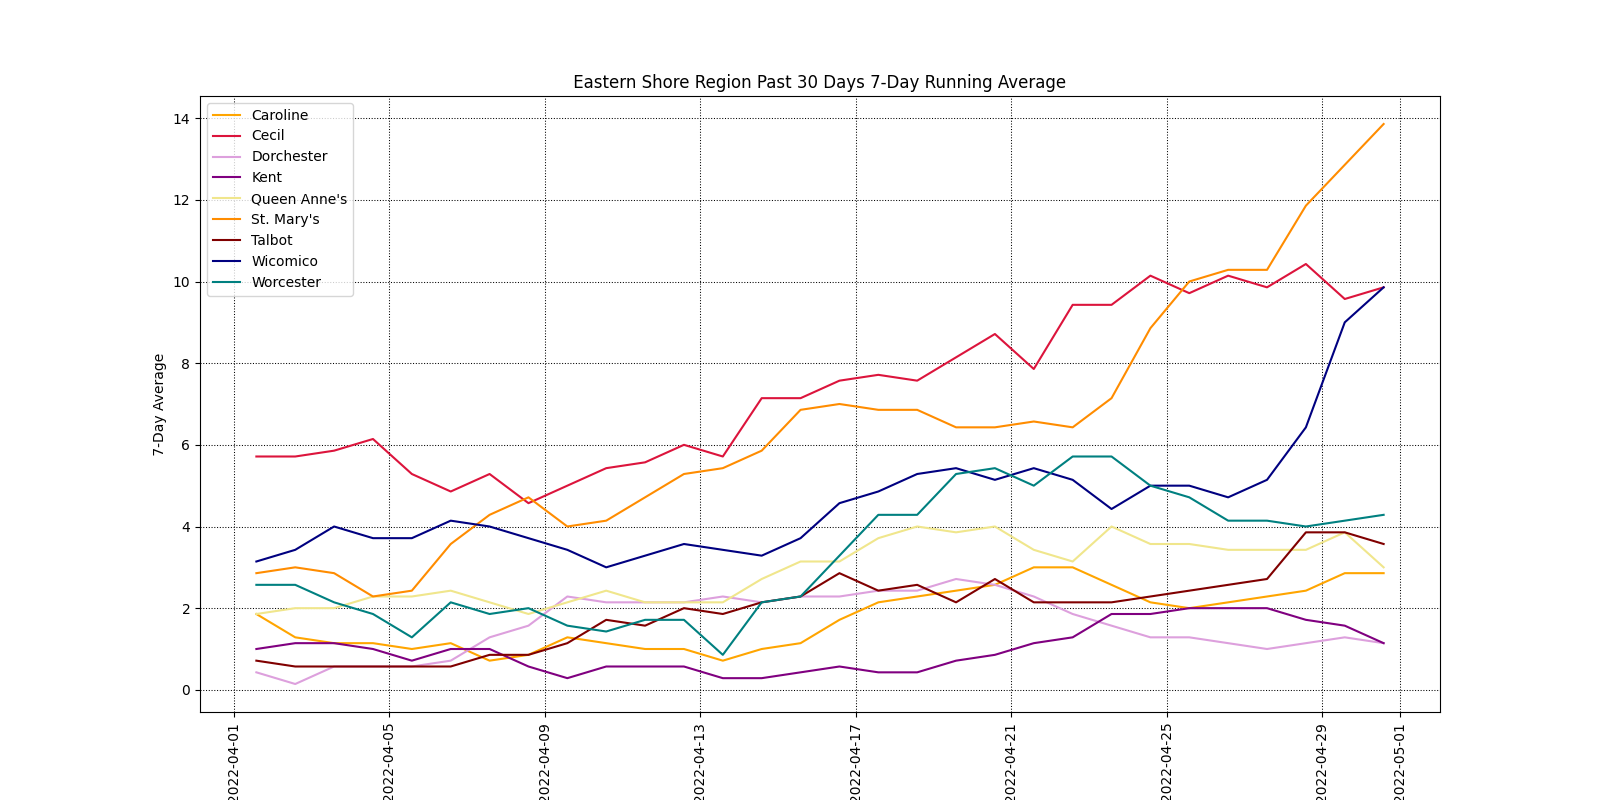 Eastern Shore Region Past 30 Days 7-Day Running Average
Caroline
Cecil
Dorchester
Kent
Queen Anne's
St. Mary's
Talbot
Wicomico
Worcester
14
12
10
8
6
4
2
0
7-Day Average
2022-04-01
2022-04-05
2022-04-09
2022-04-13
2022-04-17
2022-04-21
2022-04-25
2022-04-29
2022-05-01